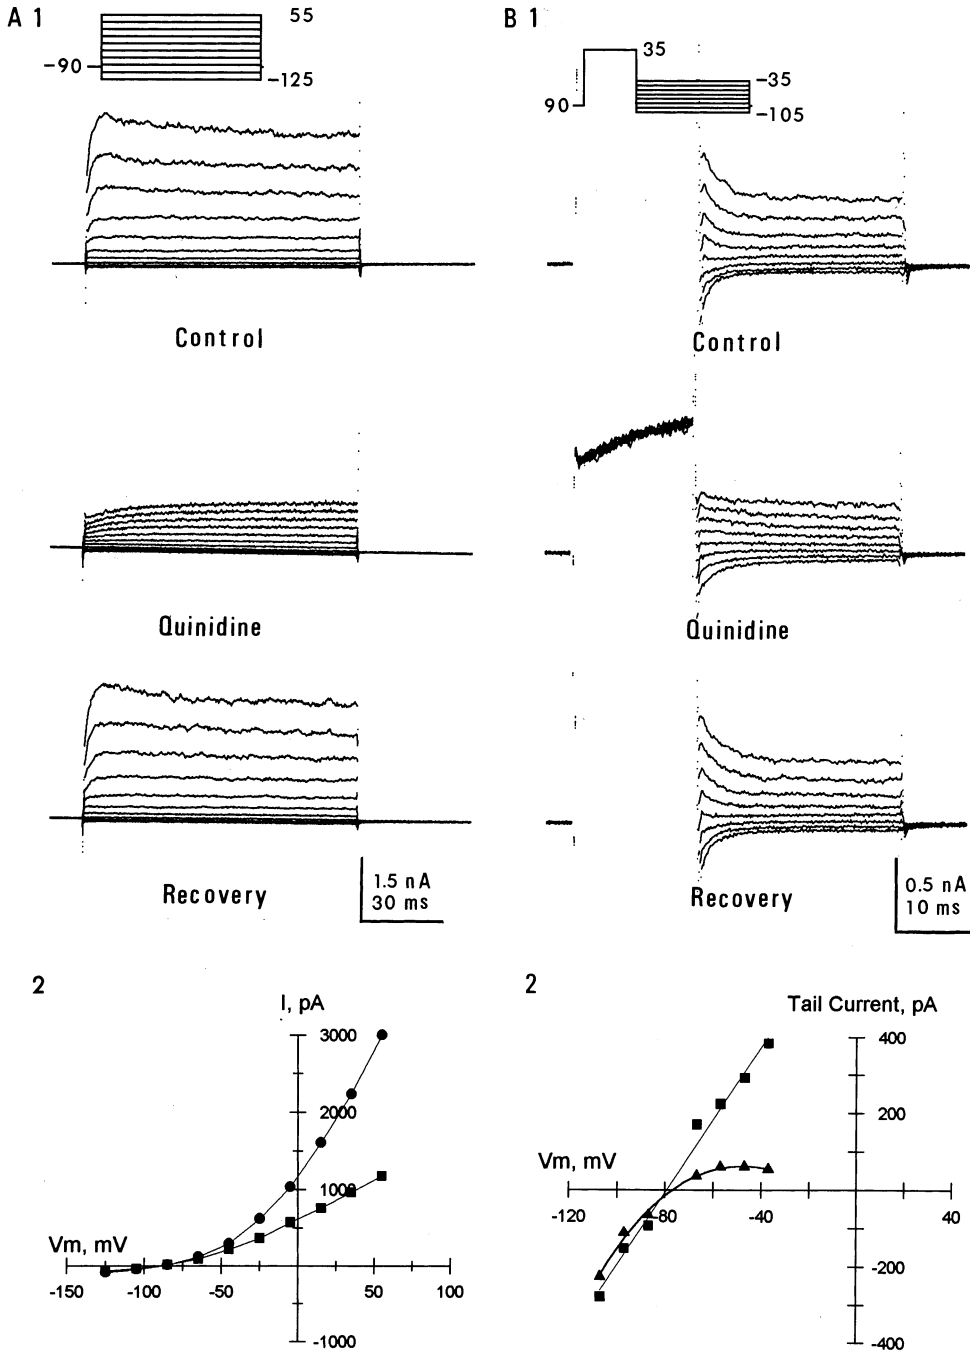 A 1
55
-90
-125
Control
Quinidine
Recovery
1.5 nA
30 ms
B 1
35
90
-35
-105
Control
Quinidine
Recovery
0.5 nA
10 ms
2
I, pA
3000
2000
1000
Vm, mV
-150 -100 -50 50 100
-1000
2
Tail Current, pA
400
200
Vm, mV
-120 -80 -40 40
-200
-400